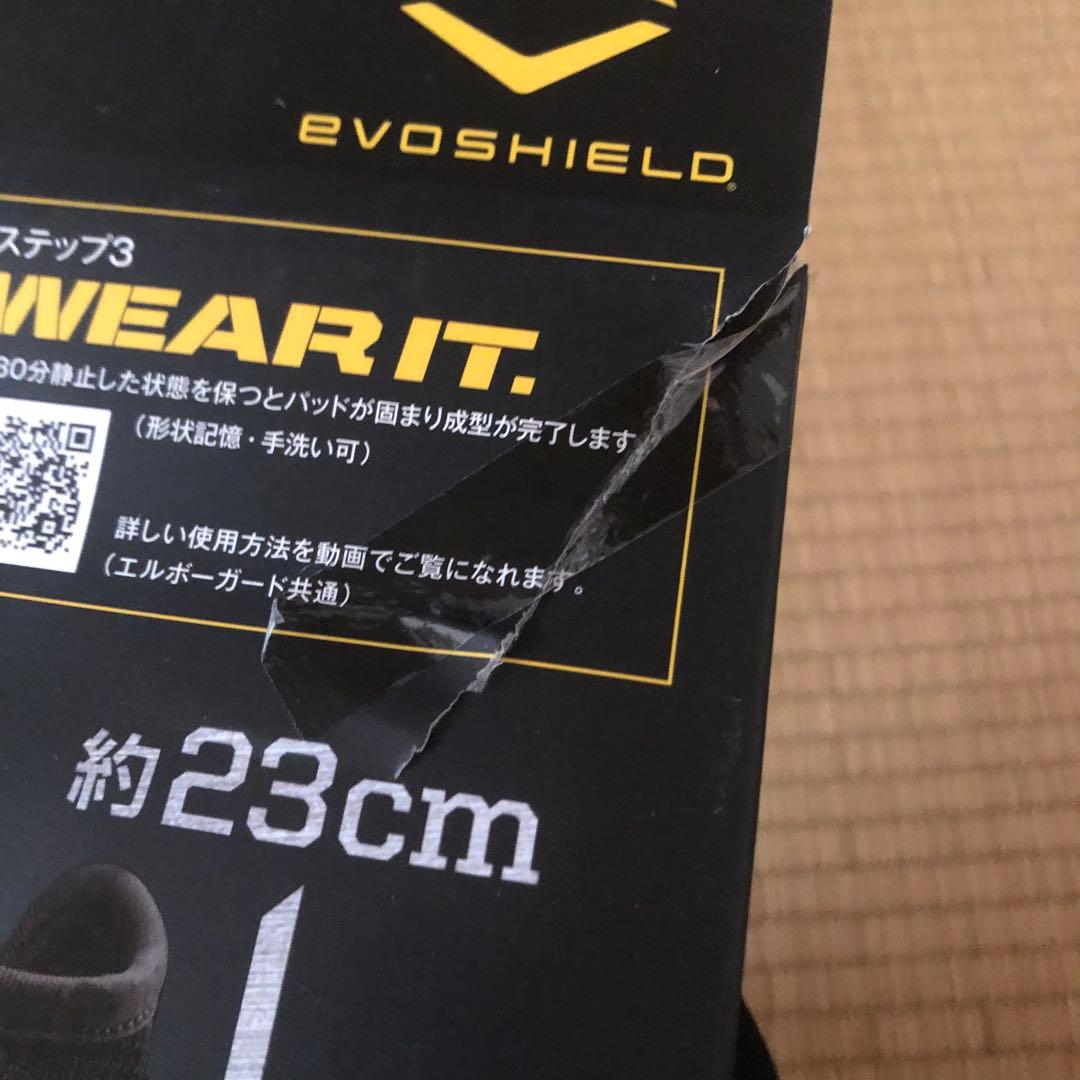 eVOSHIELD
ステップ3
WEAR IT.
30分静止した状態を保つとパッドが固まり成型が完了します
(形状記憶・手洗い可)
詳しい使用方法を動画でご覧になれます。
(エルボーガード共通)
約23cm